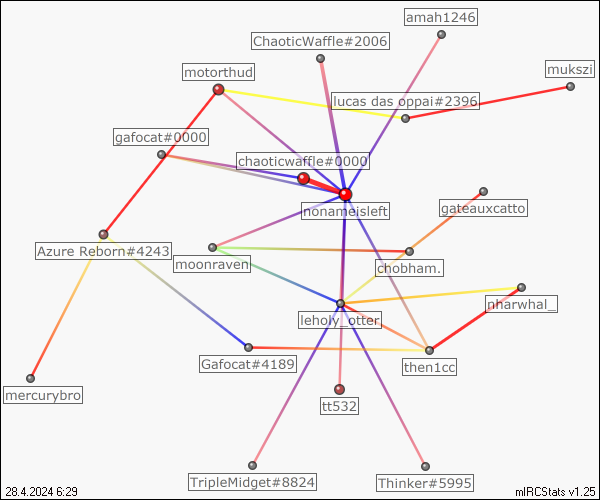 amah1246
ChaoticWaffle#2006
motorthud
mukszi
lucas das oppai#2396
gafocat#0000
chaoticwaffle#0000
nonameisleft
gateauxcatto
Azure Reborn#4243
moonraven
chobham.
nharwhal_
leholy_otter
Gafocat#4189
then1cc
mercurybro
tt532
TripleMidget#8824
Thinker#5995
28.4.2024 6:29
mIRCStats v1.25